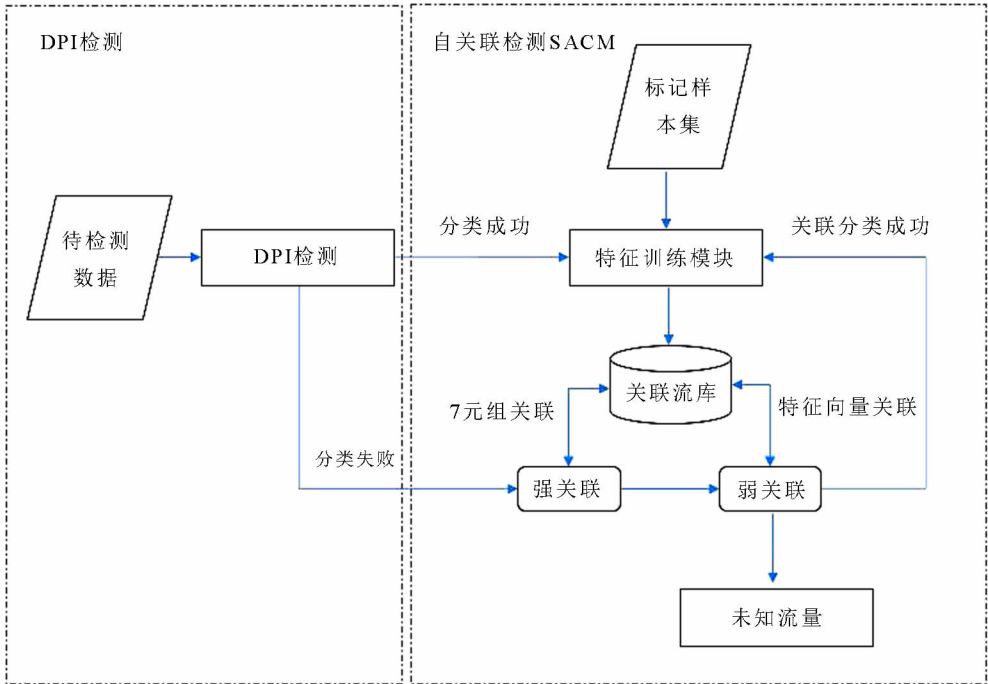 DPI检测
自关联检测SACM
标记样
本集
待检测
数据
DPI检测
分类成功
特征训练模块
关联分类成功
关联流库
7元组关联
特征向量关联
分类失败
强关联
弱关联
未知流量